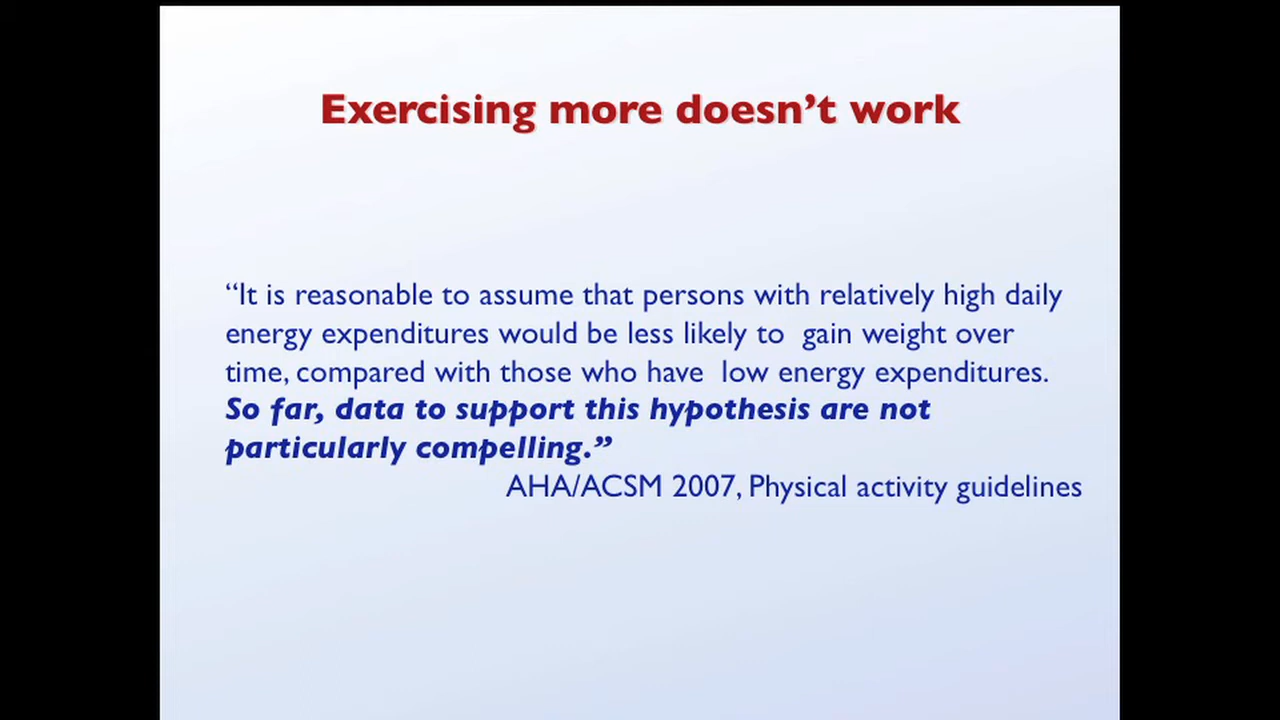 Exercising more doesn’t work
“It is reasonable to assume that persons with relatively high daily
energy expenditures would be less likely to gain weight over
time, compared with those who have low energy expenditures.
So far, data to support this hypothesis are not
particularly compelling.”
AHA/ACSM 2007, Physical activity guidelines